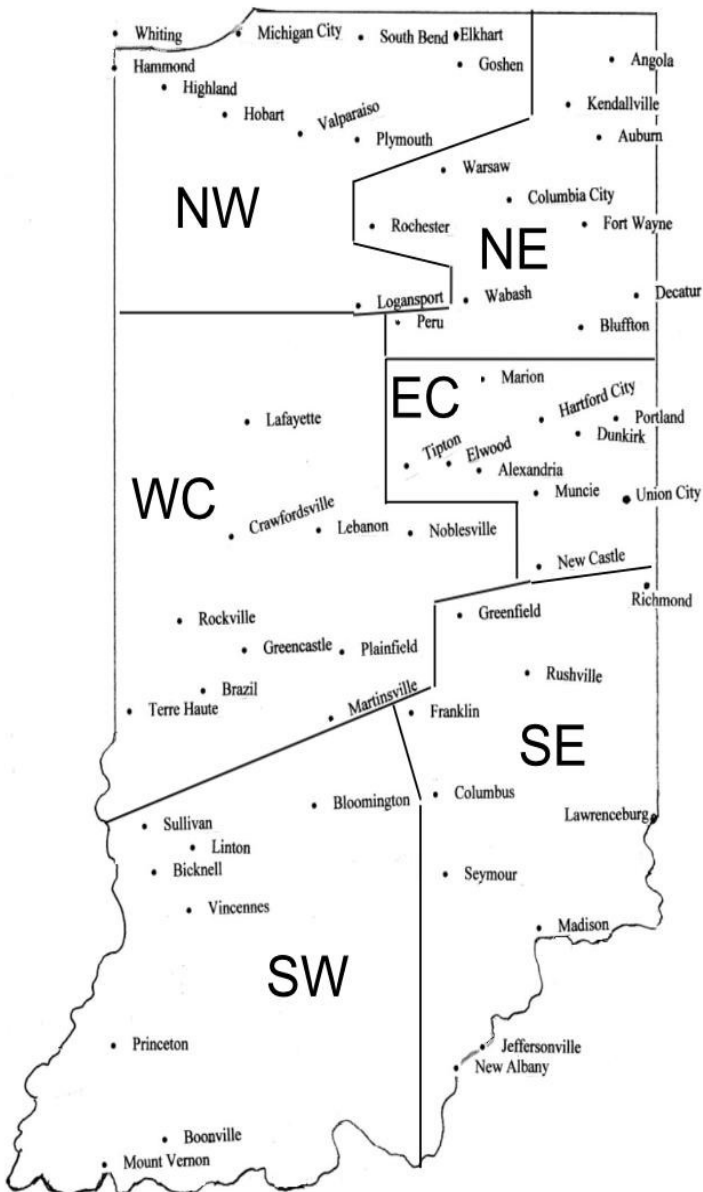 Whiting
Michigan City
South Bend
Elkhart
Hammond
Goshen
Angola
Highland
Kendallville
Hobart
Valparaiso
Plymouth
Auburn
Warsaw
NW
Columbia City
Rochester
NE
Fort Wayne
Logansport
Wabash
Decatur
Peru
Bluffton
EC
Marion
Hartford City
Lafayette
Portland
Dunkirk
Tipton
Elwood
Alexandria
WC
Muncie
Union City
Crawfordsville
Lebanon
Noblesville
New Castle
Richmond
Rockville
Greenfield
Greencastle
Plainfield
Rushville
Brazil
Terre Haute
Martinsville
Franklin
SE
Columbus
Bloomington
Lawrenceburg
Sullivan
Linton
Bicknell
Seymour
Vincennes
Madison
SW
Princeton
Jeffersonville
New Albany
Boonville
Mount Vernon